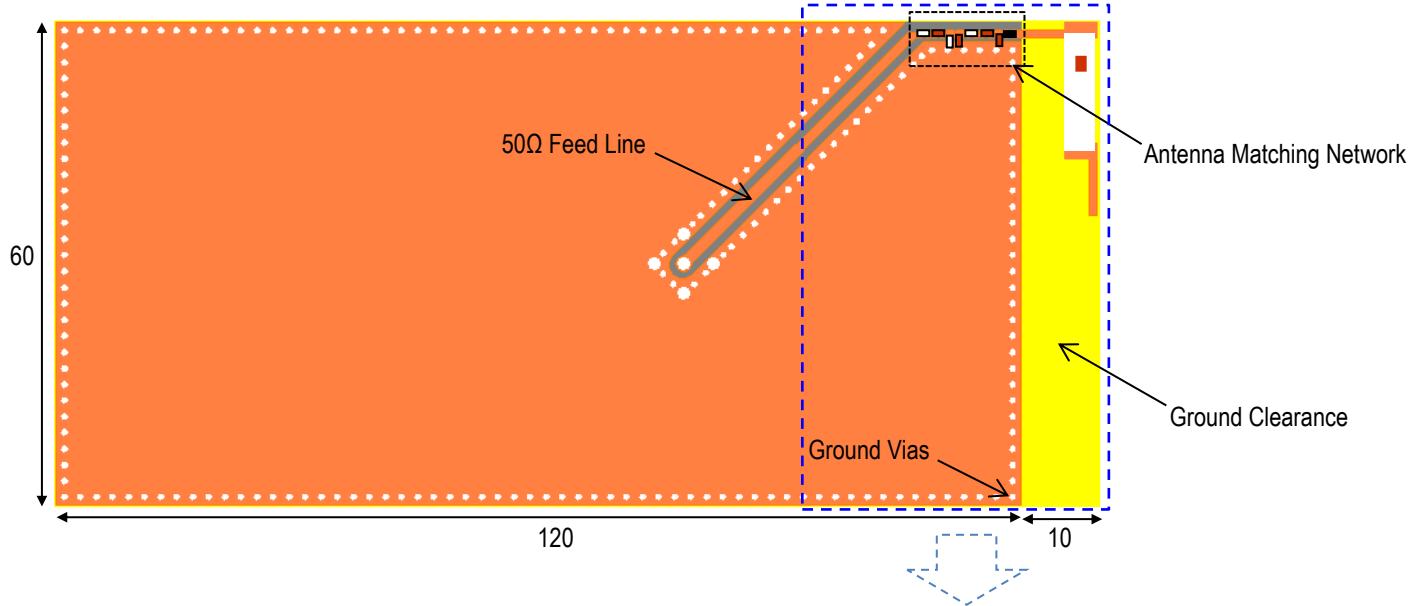 50Ω Feed Line
Antenna Matching Network
60
Ground Clearance
Ground Vias
120
10